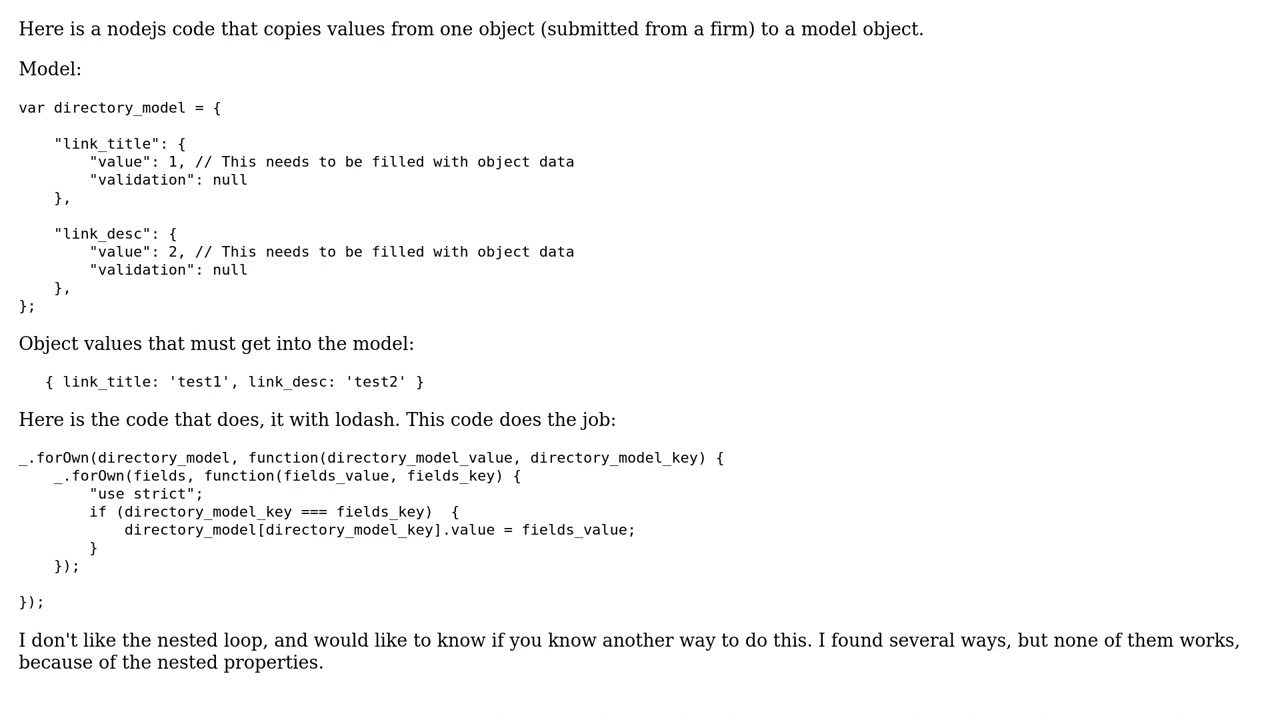 Here is a nodejs code that copies values from one object (submitted from a firm) to a model object.
Model:
var directory_model = {
    "link_title": {
        "value": 1, // This needs to be filled with object data
        "validation": null
    },
    "link_desc": {
        "value": 2, // This needs to be filled with object data
        "validation": null
    },
};
Object values that must get into the model:
   { link_title: 'test1', link_desc: 'test2' }
Here is the code that does, it with lodash. This code does the job:
_.forOwn(directory_model, function(directory_model_value, directory_model_key) {
    _.forOwn(fields, function(fields_value, fields_key) {
        "use strict";
        if (directory_model_key === fields_key)  {
            directory_model[directory_model_key].value = fields_value;
        }
    });
});
I don't like the nested loop, and would like to know if you know another way to do this. I found several ways, but none of them works,
because of the nested properties.